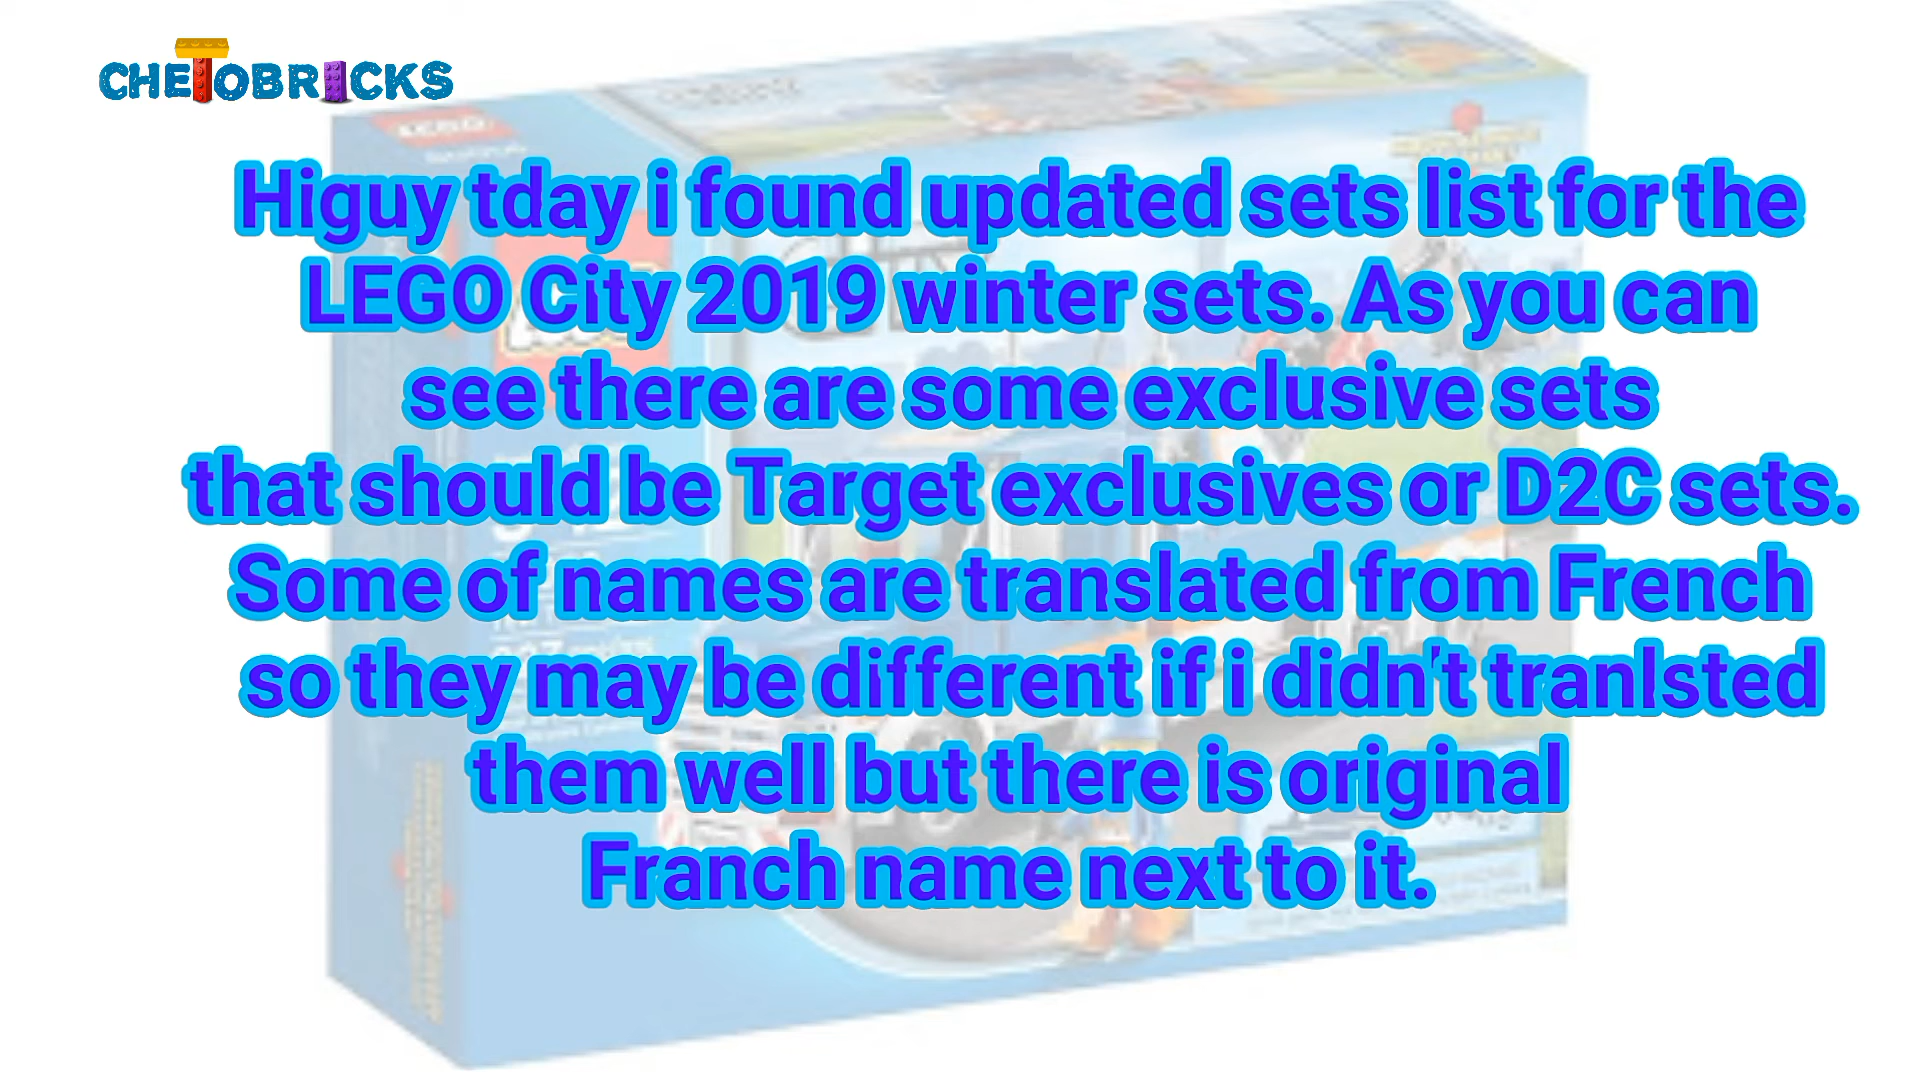 CHETOBRICKS
LEGO
Higuy tday i found updated sets list for the
LEGO City 2019 winter sets. As you can
see there are some exclusive sets
that should be Target exclusives or D2C sets.
Some of names are translated from French
so they may be different if i didn't tranlsted
them well but there is original
Franch name next to it.